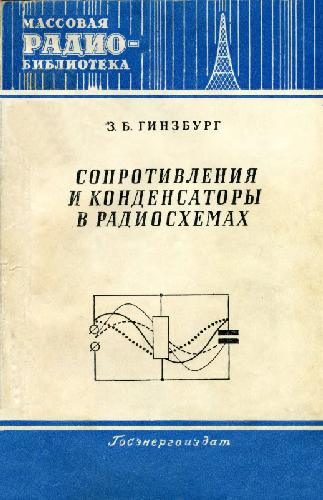 МАССОВАЯ
РАДИО-
БИБЛИОТЕКА
З. Б. ГИНЗБУРГ
СОПРОТИВЛЕНИЯ
И КОНДЕНСАТОРЫ
В РАДИОСХЕМАХ
Госэнергоиздат